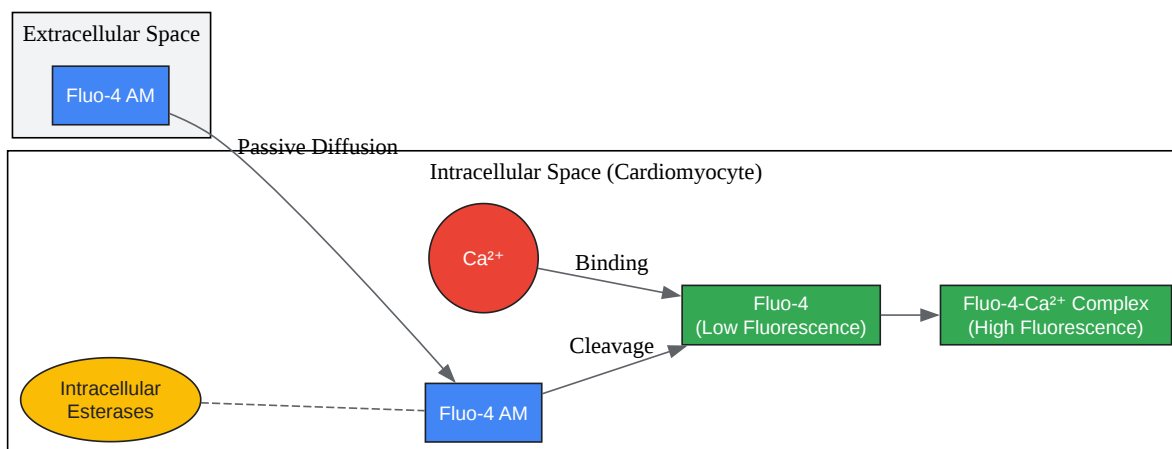 Extracellular Space
Fluo-4 AM
Passive Diffusion
Intracellular Space (Cardiomyocyte)
Ca²⁺
Binding
Fluo-4
(Low Fluorescence)
Fluo-4-Ca²⁺ Complex
(High Fluorescence)
Cleavage
Intracellular
Esterases
Fluo-4 AM